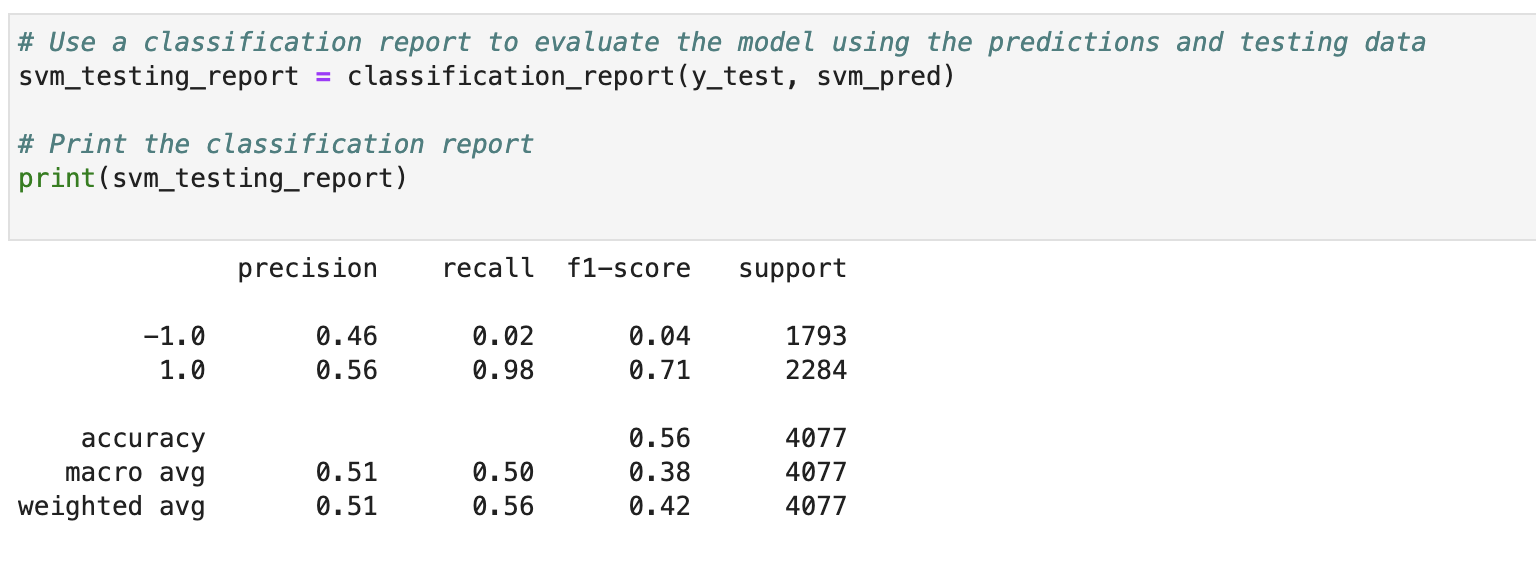 # Use a classification report to evaluate the model using the predictions and testing data
svm_testing_report = classification_report(y_test, svm_pred)
# Print the classification report
print(svm_testing_report)
precision recall f1-score support
-1.0 0.46 0.02 0.04 1793
1.0 0.56 0.98 0.71 2284
accuracy 0.56 4077
macro avg 0.51 0.50 0.38 4077
weighted avg 0.51 0.56 0.42 4077